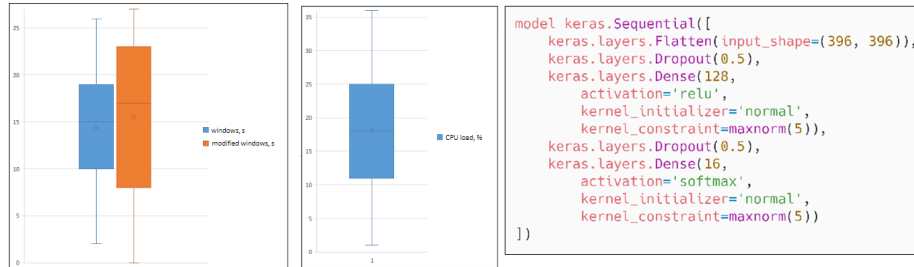 30
25
20
15
10
5
0
windows, s
modified windows, s
35
30
25
20
15
10
5
0
1
CPU load, %
model keras.Sequential([
keras.layers.Flatten(input_shape=(396, 396)),
keras.layers.Dropout(0.5),
keras.layers.Dense(128,
activation='relu',
kernel_initializer='normal',
kernel_constraint=maxnorm(5)),
keras.layers.Dropout(0.5),
keras.layers.Dense(16,
activation='softmax',
kernel_initializer='normal',
kernel_constraint=maxnorm(5))
])